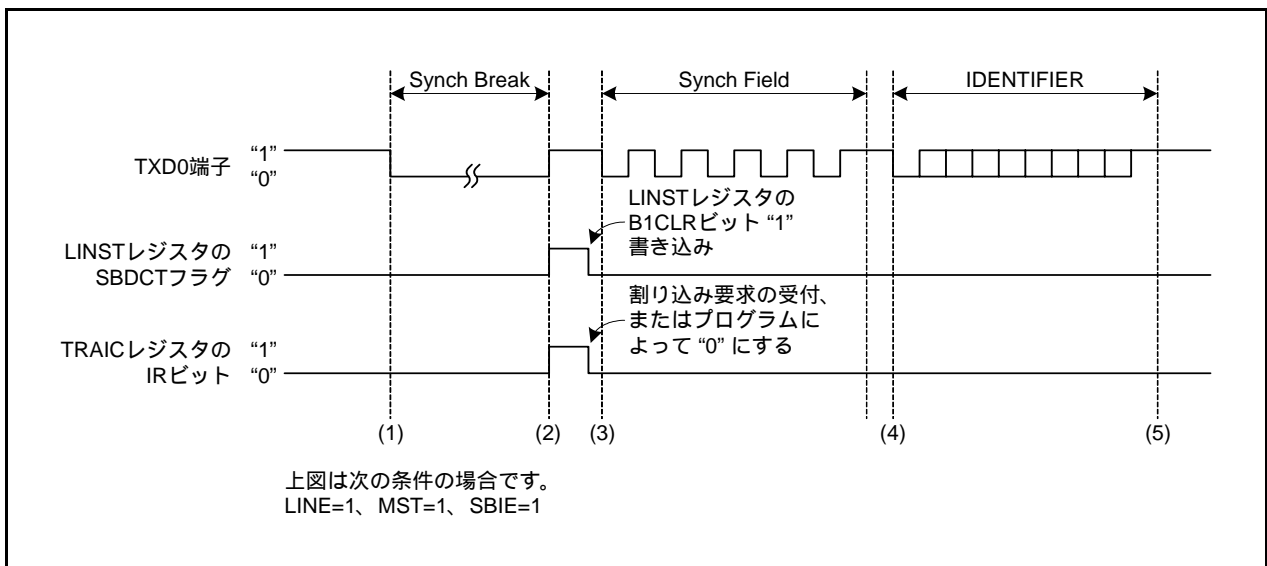 Synch Break
Synch Field
IDENTIFIER
TXD0端子
“1”
“0”
LINSTレジスタの
B1CLRビット “1”
書き込み
LINSTレジスタの
SBDCTフラグ
“1”
“0”
割り込み要求の受付、
またはプログラムに
よって “0” にする
TRAICレジスタの
IRビット
“1”
“0”
(1)
(2)
(3)
(4)
(5)
上図は次の条件の場合です。
LINE=1、MST=1、SBIE=1